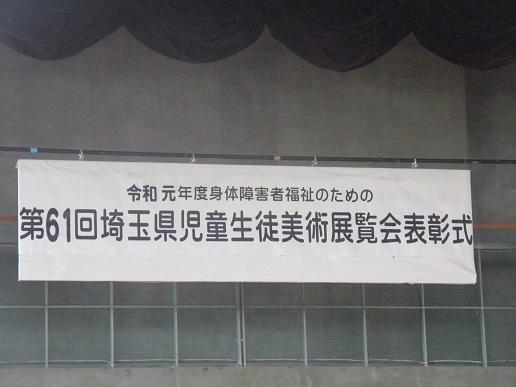 令和元年度身体障害者福祉のための
第61回埼玉県児童生徒美術展覧会表彰式